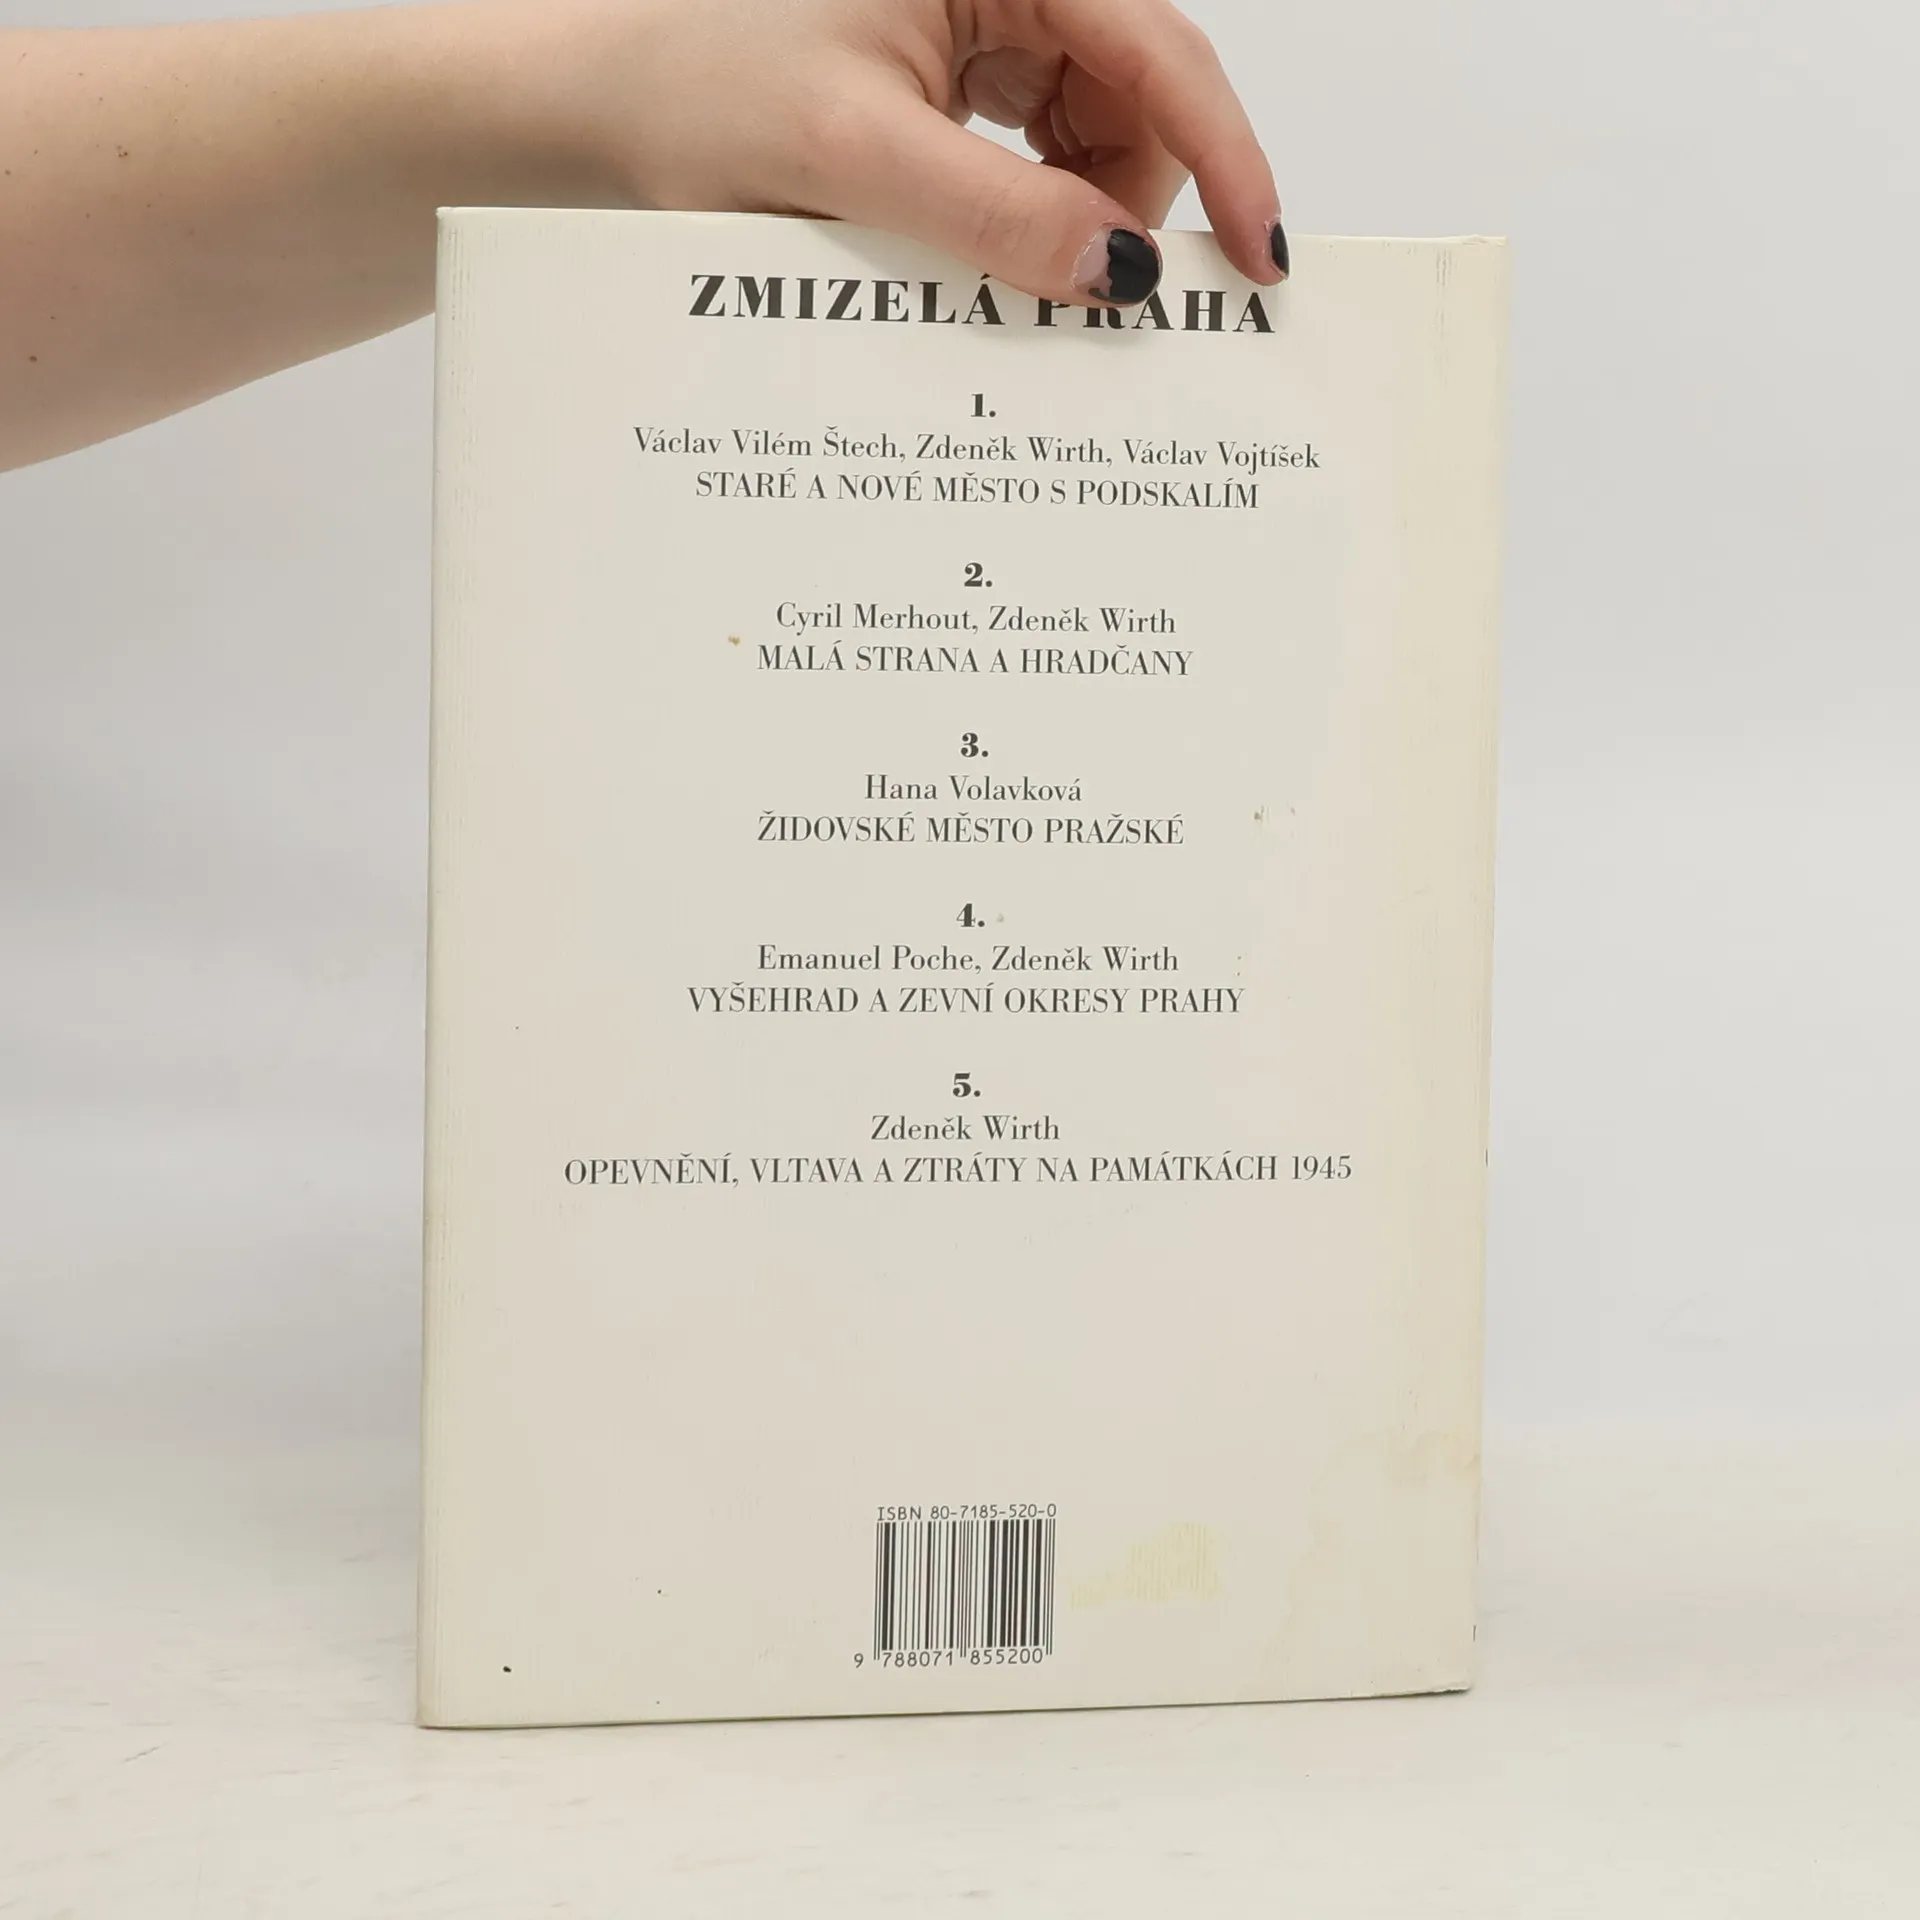 ZMIZELÁ PRAHA
1.
Václav Vilém Štech, Zdeněk Wirth, Václav Vojtíšek
STARÉ A NOVÉ MĚSTO S PODSKALÍM
2.
Cyril Merhout, Zdeněk Wirth
MALÁ STRANA A HRADČANY
3.
Hana Volavková
ŽIDOVSKÉ MĚSTO PRAŽSKÉ
4.
Emanuel Poche, Zdeněk Wirth
VYŠEHRAD A ZEVNÍ OKRESY PRAHY
5.
Zdeněk Wirth
OPEVNĚNÍ, VLTAVA A ZTRÁTY NA PAMÁTKÁCH 1945
ISBN 80-7185-520-0
9 788071 855200